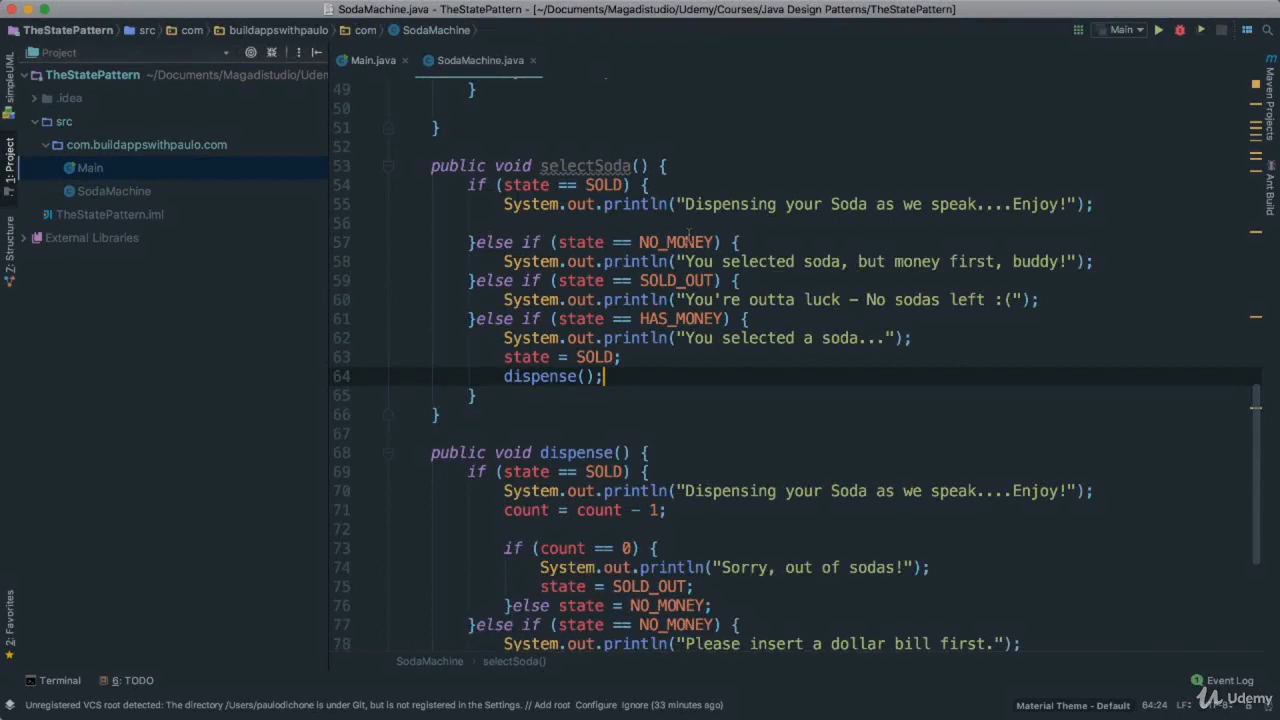 SodaMachine.java - TheStatePattern - [~/Documents/Magadistudio/Udemy/Courses/Java Design Patterns/TheStatePattern]
TheStatePattern src com buildappswithpaulo com SodaMachine Main
Project Main.java SodaMachine.java
TheStatePattern ~/Documents/Magadistudio/Udem
.idea
src
com.buildappswithpaulo.com
Main
SodaMachine
TheStatePattern.iml
External Libraries
simpleUML
1: Project
Z: Structure
2: Favorites
Maven Projects
Ant Build
49 }
50
51 }
52
53 public void selectSoda() {
54 if (state == SOLD) {
55 System.out.println("Dispensing your Soda as we speak....Enjoy!");
56
57 }else if (state == NO_MONEY) {
58 System.out.println("You selected soda, but money first, buddy!");
59 }else if (state == SOLD_OUT) {
60 System.out.println("You're outta luck - No sodas left :(");
61 }else if (state == HAS_MONEY) {
62 System.out.println("You selected a soda...");
63 state = SOLD;
64 dispense();
65 }
66 }
67
68 public void dispense() {
69 if (state == SOLD) {
70 System.out.println("Dispensing your Soda as we speak....Enjoy!");
71 count = count - 1;
72
73 if (count == 0) {
74 System.out.println("Sorry, out of sodas!");
75 state = SOLD_OUT;
76 }else state = NO_MONEY;
77 }else if (state == NO_MONEY) {
78 System.out.println("Please insert a dollar bill first.");
SodaMachine selectSoda()
Terminal 6: TODO 1 Event Log
Unregistered VCS root detected: The directory /Users/paulodichone is under Git, but is not registered in the Settings. // Add root Configure Ignore (33 minutes ago) Material Theme - Default 64:24 LF÷
Udemy